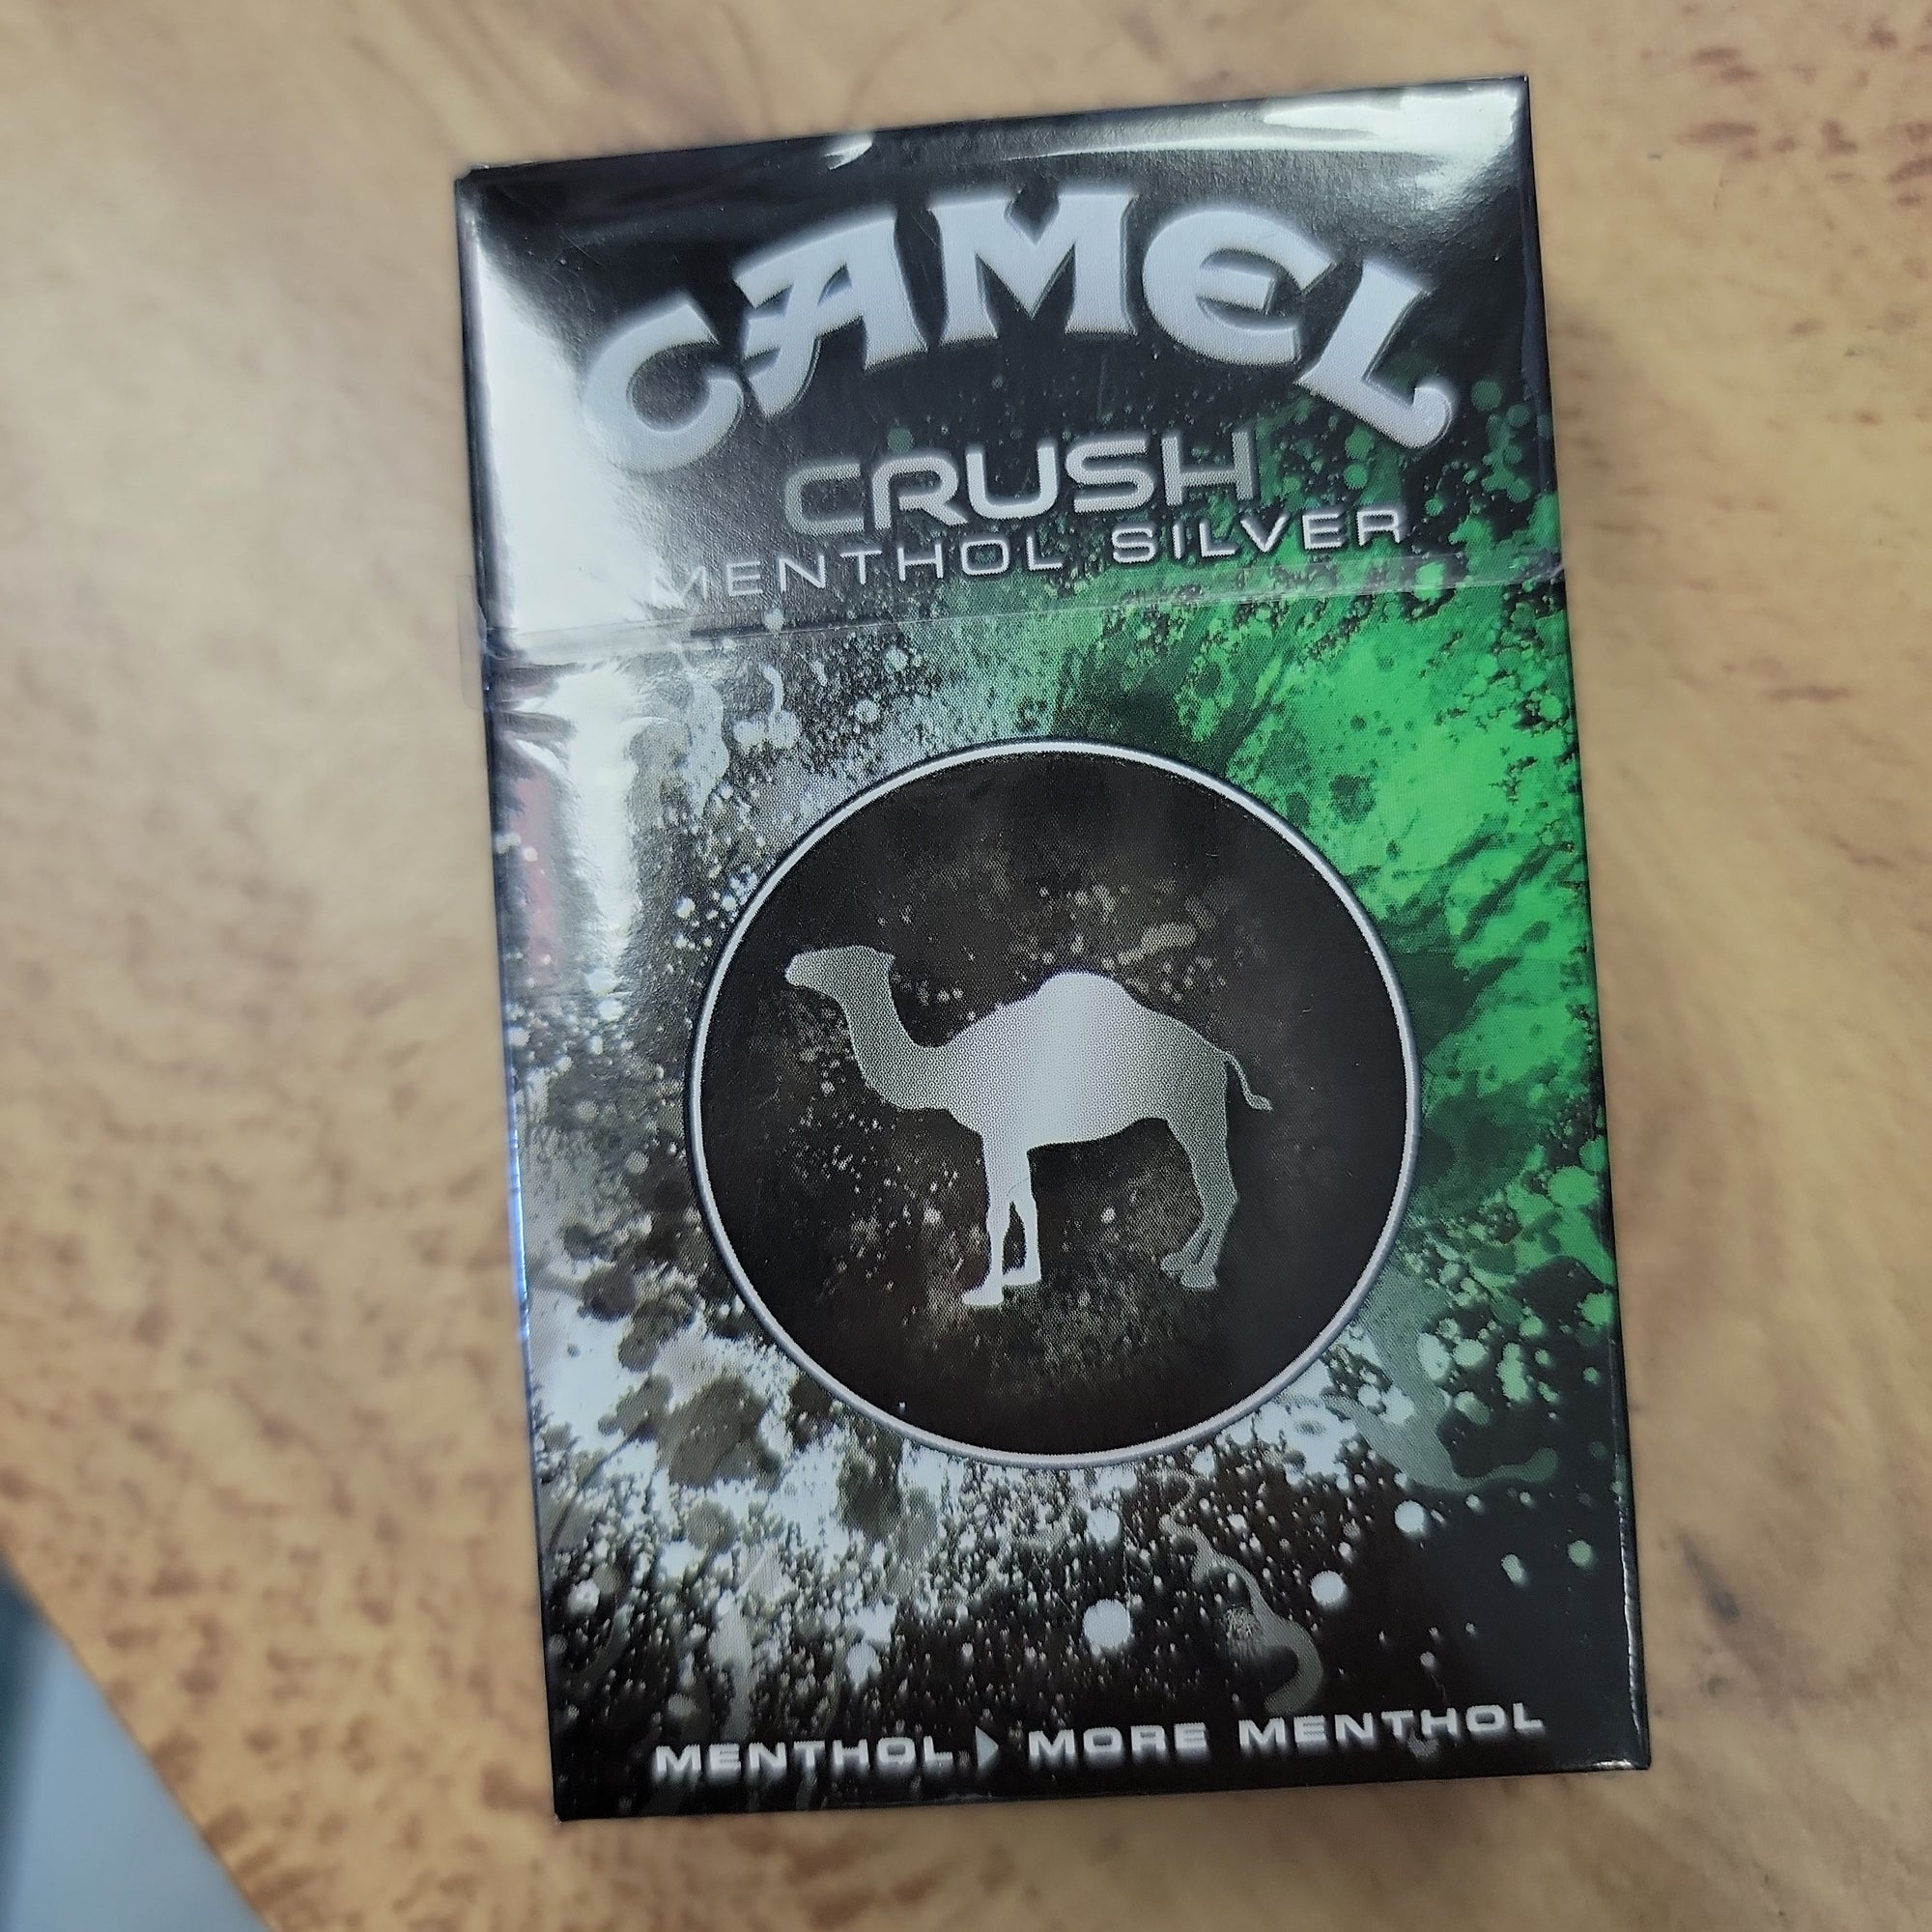 CAMEL
CRUSH
MENTHOL SILVER
MENTHOL ▶ MORE MENTHOL